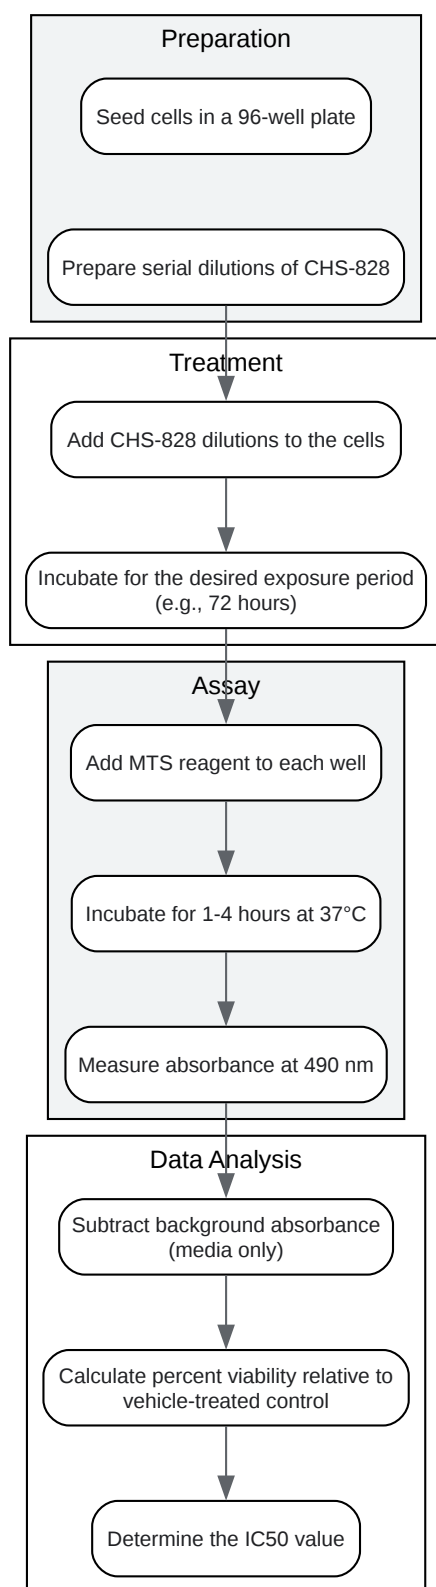 Preparation
Seed cells in a 96-well plate
Prepare serial dilutions of CHS-828
Treatment
Add CHS-828 dilutions to the cells
Incubate for the desired exposure period
(e.g., 72 hours)
Assay
Add MTS reagent to each well
Incubate for 1-4 hours at 37°C
Measure absorbance at 490 nm
Data Analysis
Subtract background absorbance
(media only)
Calculate percent viability relative to
vehicle-treated control
Determine the IC50 value